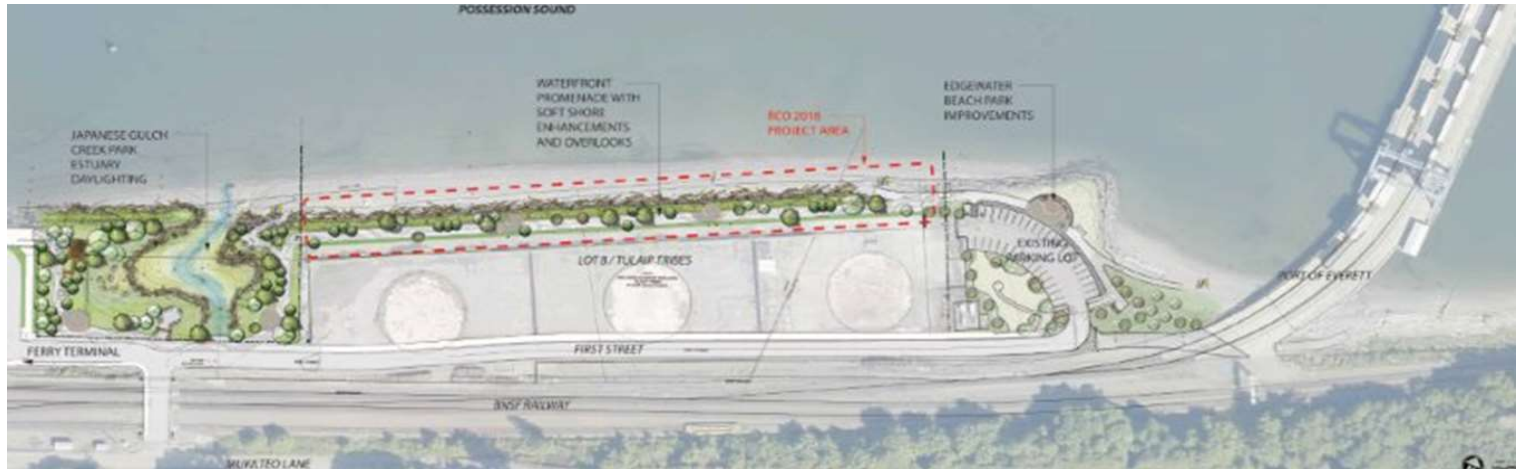 POSSESSION SOUND
WATERFRONT
PROMENADE WITH
SOFT SHORE
ENHANCEMENTS
AND OVERLOOKS
EDGEWATER
BEACH PARK
IMPROVEMENTS
RCO 2018
PROJECT AREA
JAPANESE GULCH
CREEK PARK
ESTUARY
DAYLIGHTING
EXISTING
PARKING LOT
LOT B / TULAIP TRIBES
PORT OF EVERETT
FERRY TERMINAL
FIRST STREET
BNSF RAILWAY
MUKILTEO LANE